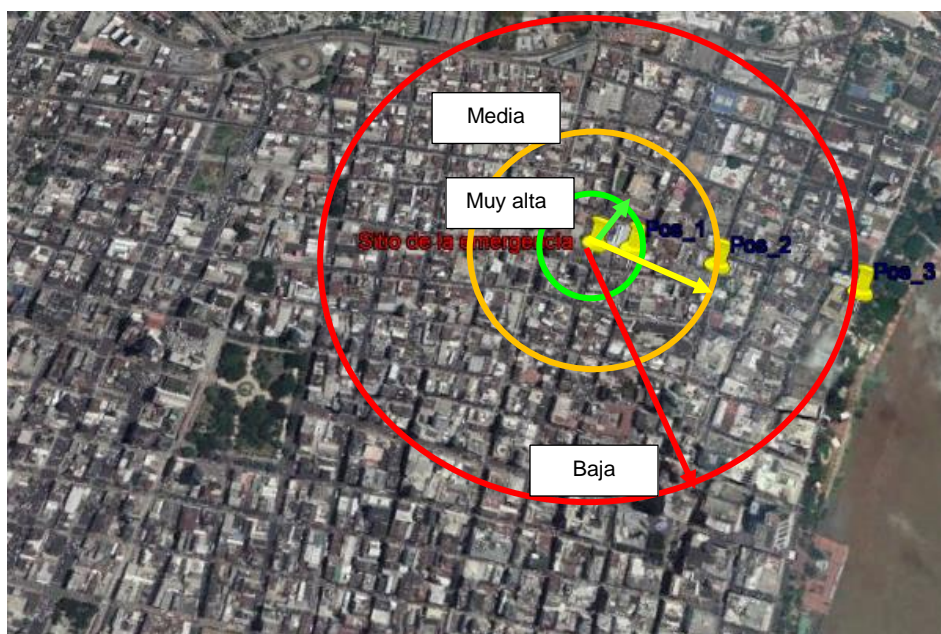 Media
Muy alta
Sitio de la emergencia
Pos_1
Pos_2
Pos_3
Baja